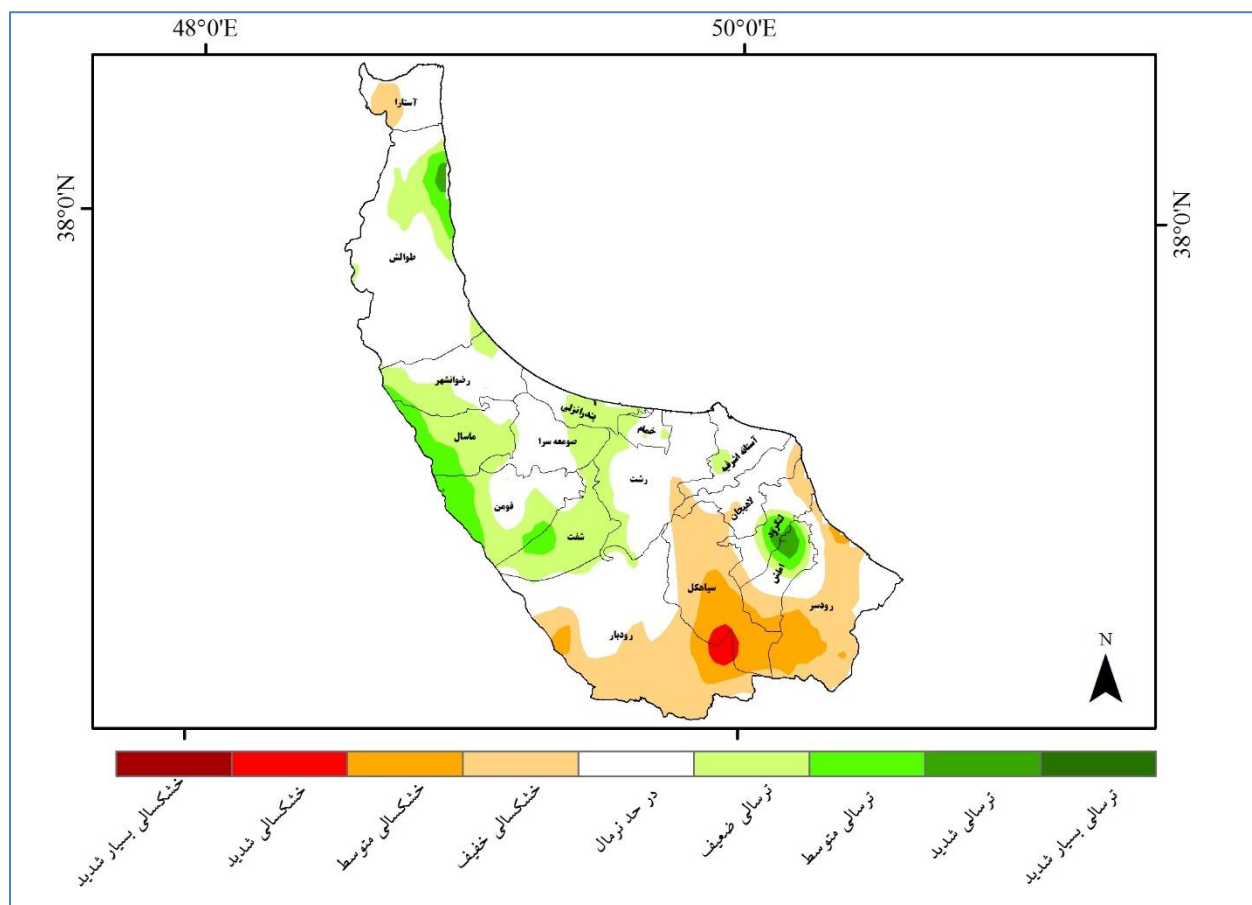 48°0'E
50°0'E
38°0'N
38°0'N
آستارا
طوالش
رضوانشهر
ماسال
صومعه سرا
بندرانزلی
خمام
رشت
آستانه اشرفیه
لاهیجان
لنگرود
املش
فومن
شفت
سیاهکل
رودسر
رودبار
N
خشکسالی بسیار شدید
خشکسالی شدید
خشکسالی متوسط
خشکسالی خفیف
در حد نرمال
ترسالی ضعیف
ترسالی متوسط
ترسالی شدید
ترسالی بسیار شدید